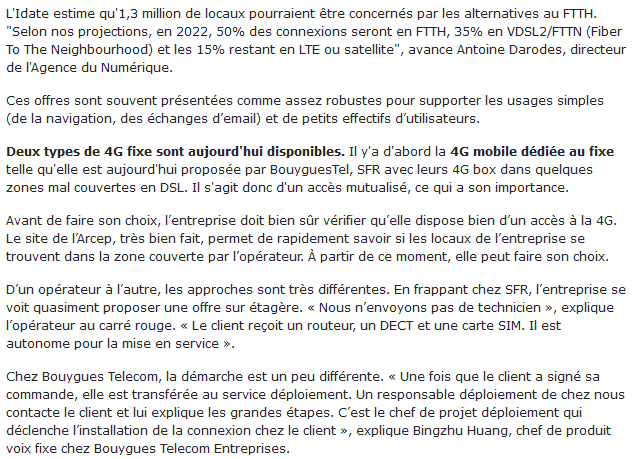 L'Idate estime qu'1,3 million de locaux pourraient être concernés par les alternatives au FTTH.
"Selon nos projections, en 2022, 50% des connexions seront en FTTH, 35% en VDSL2/FTTN (Fiber
To The Neighbourhood) et les 15% restant en LTE ou satellite", avance Antoine Darodes, directeur
de l'Agence du Numérique.
Ces offres sont souvent présentées comme assez robustes pour supporter les usages simples
(de la navigation, des échanges d’email) et de petits effectifs d’utilisateurs.
Deux types de 4G fixe sont aujourd'hui disponibles. Il y'a d'abord la 4G mobile dédiée au fixe
telle qu'elle est aujourd'hui proposée par BouyguesTel, SFR avec leurs 4G box dans quelques
zones mal couvertes en DSL. Il s'agit donc d'un accès mutualisé, ce qui a son importance.
Avant de faire son choix, l’entreprise doit bien sûr vérifier qu’elle dispose bien d’un accès à la 4G.
Le site de l’Arcep, très bien fait, permet de rapidement savoir si les locaux de l’entreprise se
trouvent dans la zone couverte par l’opérateur. À partir de ce moment, elle peut faire son choix.
D’un opérateur à l’autre, les approches sont très différentes. En frappant chez SFR, l’entreprise se
voit quasiment proposer une offre sur étagère. « Nous n’envoyons pas de technicien », explique
l’opérateur au carré rouge. « Le client reçoit un routeur, un DECT et une carte SIM. Il est
autonome pour la mise en service ».
Chez Bouygues Telecom, la démarche est un peu différente. « Une fois que le client a signé sa
commande, elle est transférée au service déploiement. Un responsable déploiement de chez nous
contacte le client et lui explique les grandes étapes. C’est le chef de projet déploiement qui
déclenche l’installation de la connexion chez le client », explique Bingzhu Huang, chef de produit
voix fixe chez Bouygues Telecom Entreprises.